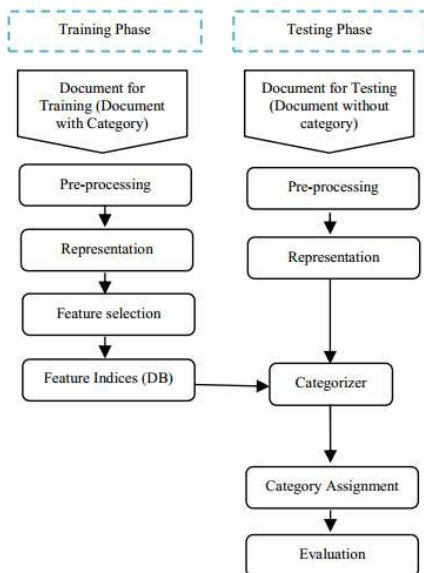 Training Phase
Testing Phase
Document for
Training (Document
with Category)
Document for Testing
(Document without
category)
Pre-processing
Pre-processing
Representation
Representation
Feature selection
Feature Indices (DB)
Categorizer
Category Assignment
Evaluation